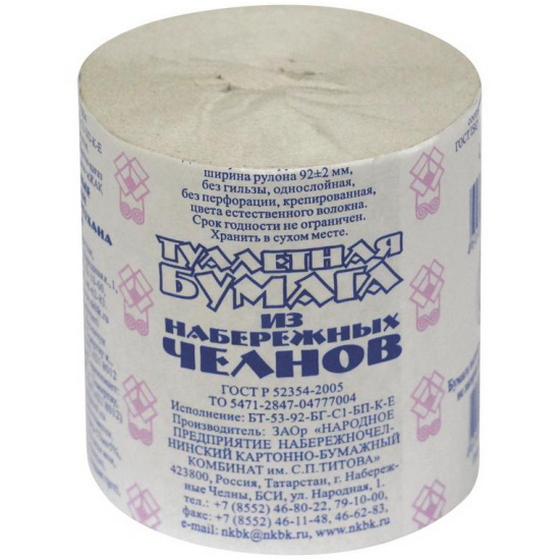 ширина рулона 92±2 мм,
без гильзы, однослойная,
без перфорации, крепированная,
цвета естественного волокна.
Срок годности не ограничен.
Хранить в сухом месте.
ТУАЛЕТНАЯ
БУМАГА
ИЗ
НАБЕРЕЖНЫХ
ЧЕЛНОВ
ГОСТ Р 52354-2005
ТО 5471-2847-04777004
Исполнение: БТ-53-92-БГ-С1-БП-К-Е
Производитель: ЗАОр «НАРОДНОЕ
ПРЕДПРИЯТИЕ НАБЕРЕЖНОЧЕЛ-
НИНСКИЙ КАРТОННО-БУМАЖНЫЙ
КОМБИНАТ им. С.П.ТИТОВА"
423800, Россия, Татарстан, г. Набереж-
ные Челны, БСИ, ул. Народная, 1.
тел.: +7 (8552) 46-80-22, 79-10-00,
факс: +7 (8552) 46-11-48, 46-62-83,
e-mail: nkbk@nkbk.ru, www.nkbk.ru